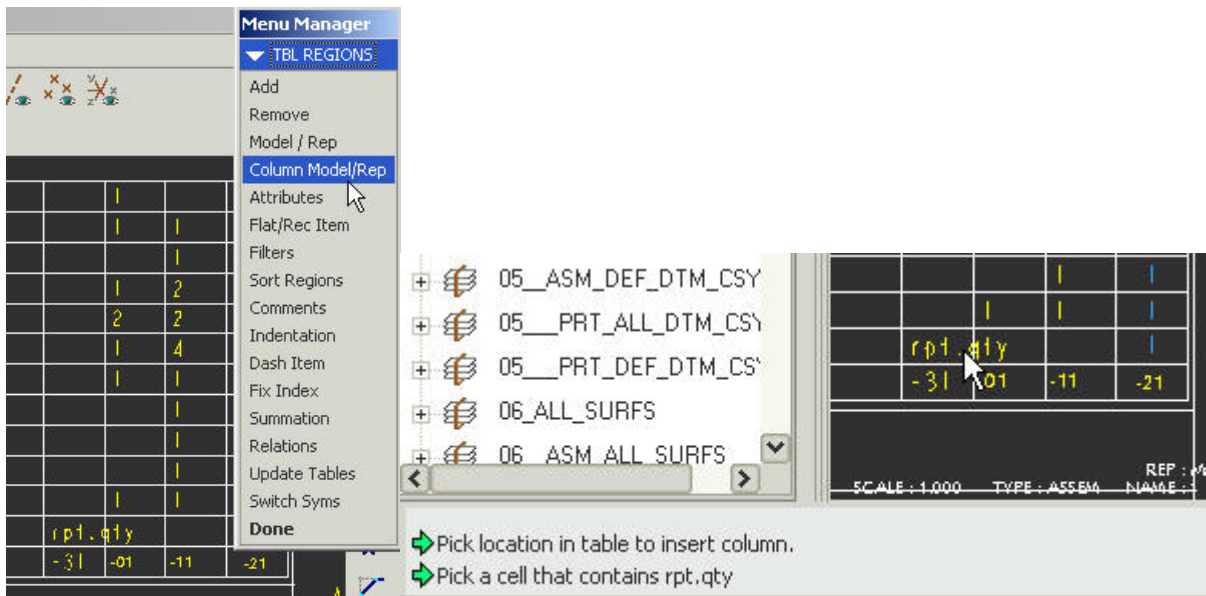 Menu Manager
TBL REGIONS
Add
Remove
Model / Rep
Column Model/Rep
Attributes
Flat/Rec Item
Filters
Sort Regions
Comments
Indentation
Dash Item
Fix Index
Summation
Relations
Update Tables
Switch Syms
Done
1
1 1
1
1 2
2 2
1 4
1 1
1
1
1
1 1
rpt.qty
-31 -01 -11 -21
05__ASM_DEF_DTM_CSY
05___PRT_ALL_DTM_CSY
05___PRT_DEF_DTM_CS
06_ALL_SURFS
06_ASM_ALL_SURFS
1 1
1 1 1
rpt.qty 1
-31 01 -11 -21
REP :
SCALE : 1.000 TYPE : ASSEM NAME :
Pick location in table to insert column.
Pick a cell that contains rpt.qty